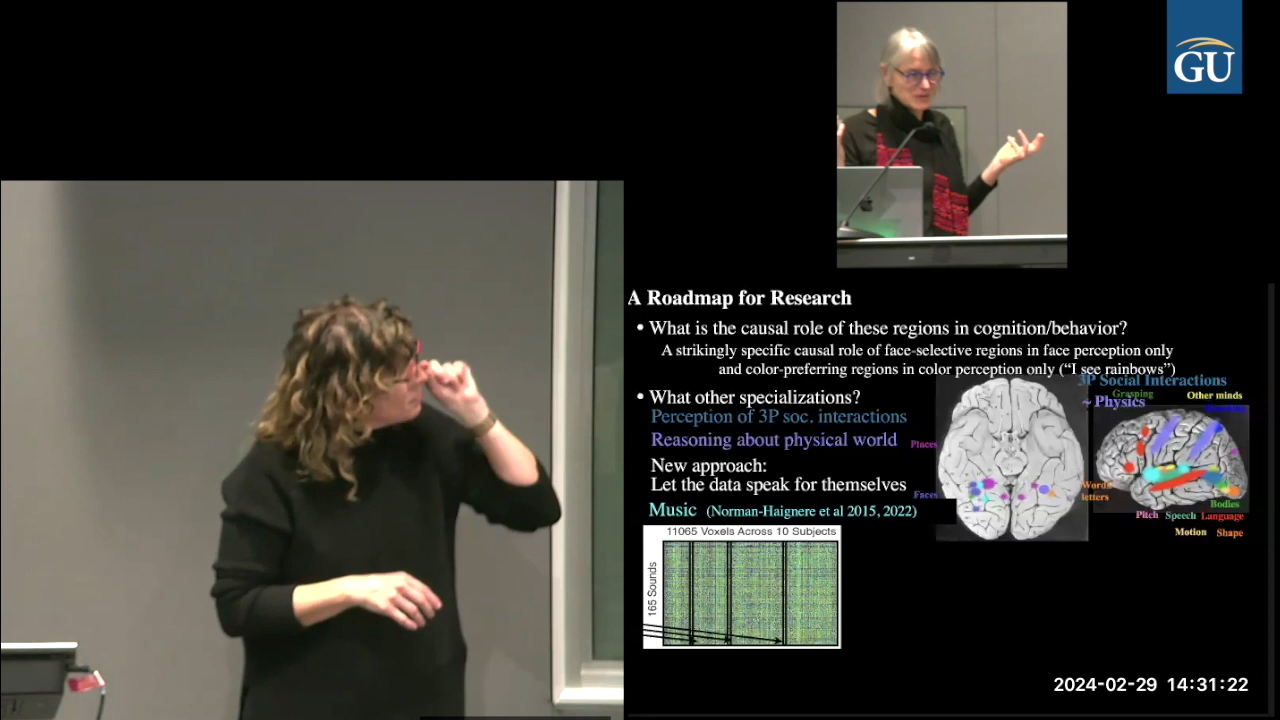 GU
A Roadmap for Research
• What is the causal role of these regions in cognition/behavior?
A strikingly specific causal role of face-selective regions in face perception only
and color-preferring regions in color perception only (“I see rainbows”)
• What other specializations?
Perception of 3P soc. interactions
Reasoning about physical world
New approach:
Let the data speak for themselves
Music (Norman-Haignere et al 2015, 2022)
3P Social Interactions
Grasping
Other minds
~ Physics
Places
Faces
Words
letters
Bodies
Pitch Speech Language
Motion Shape
11065 Voxels Across 10 Subjects
165 Sounds
2024-02-29 14:31:22